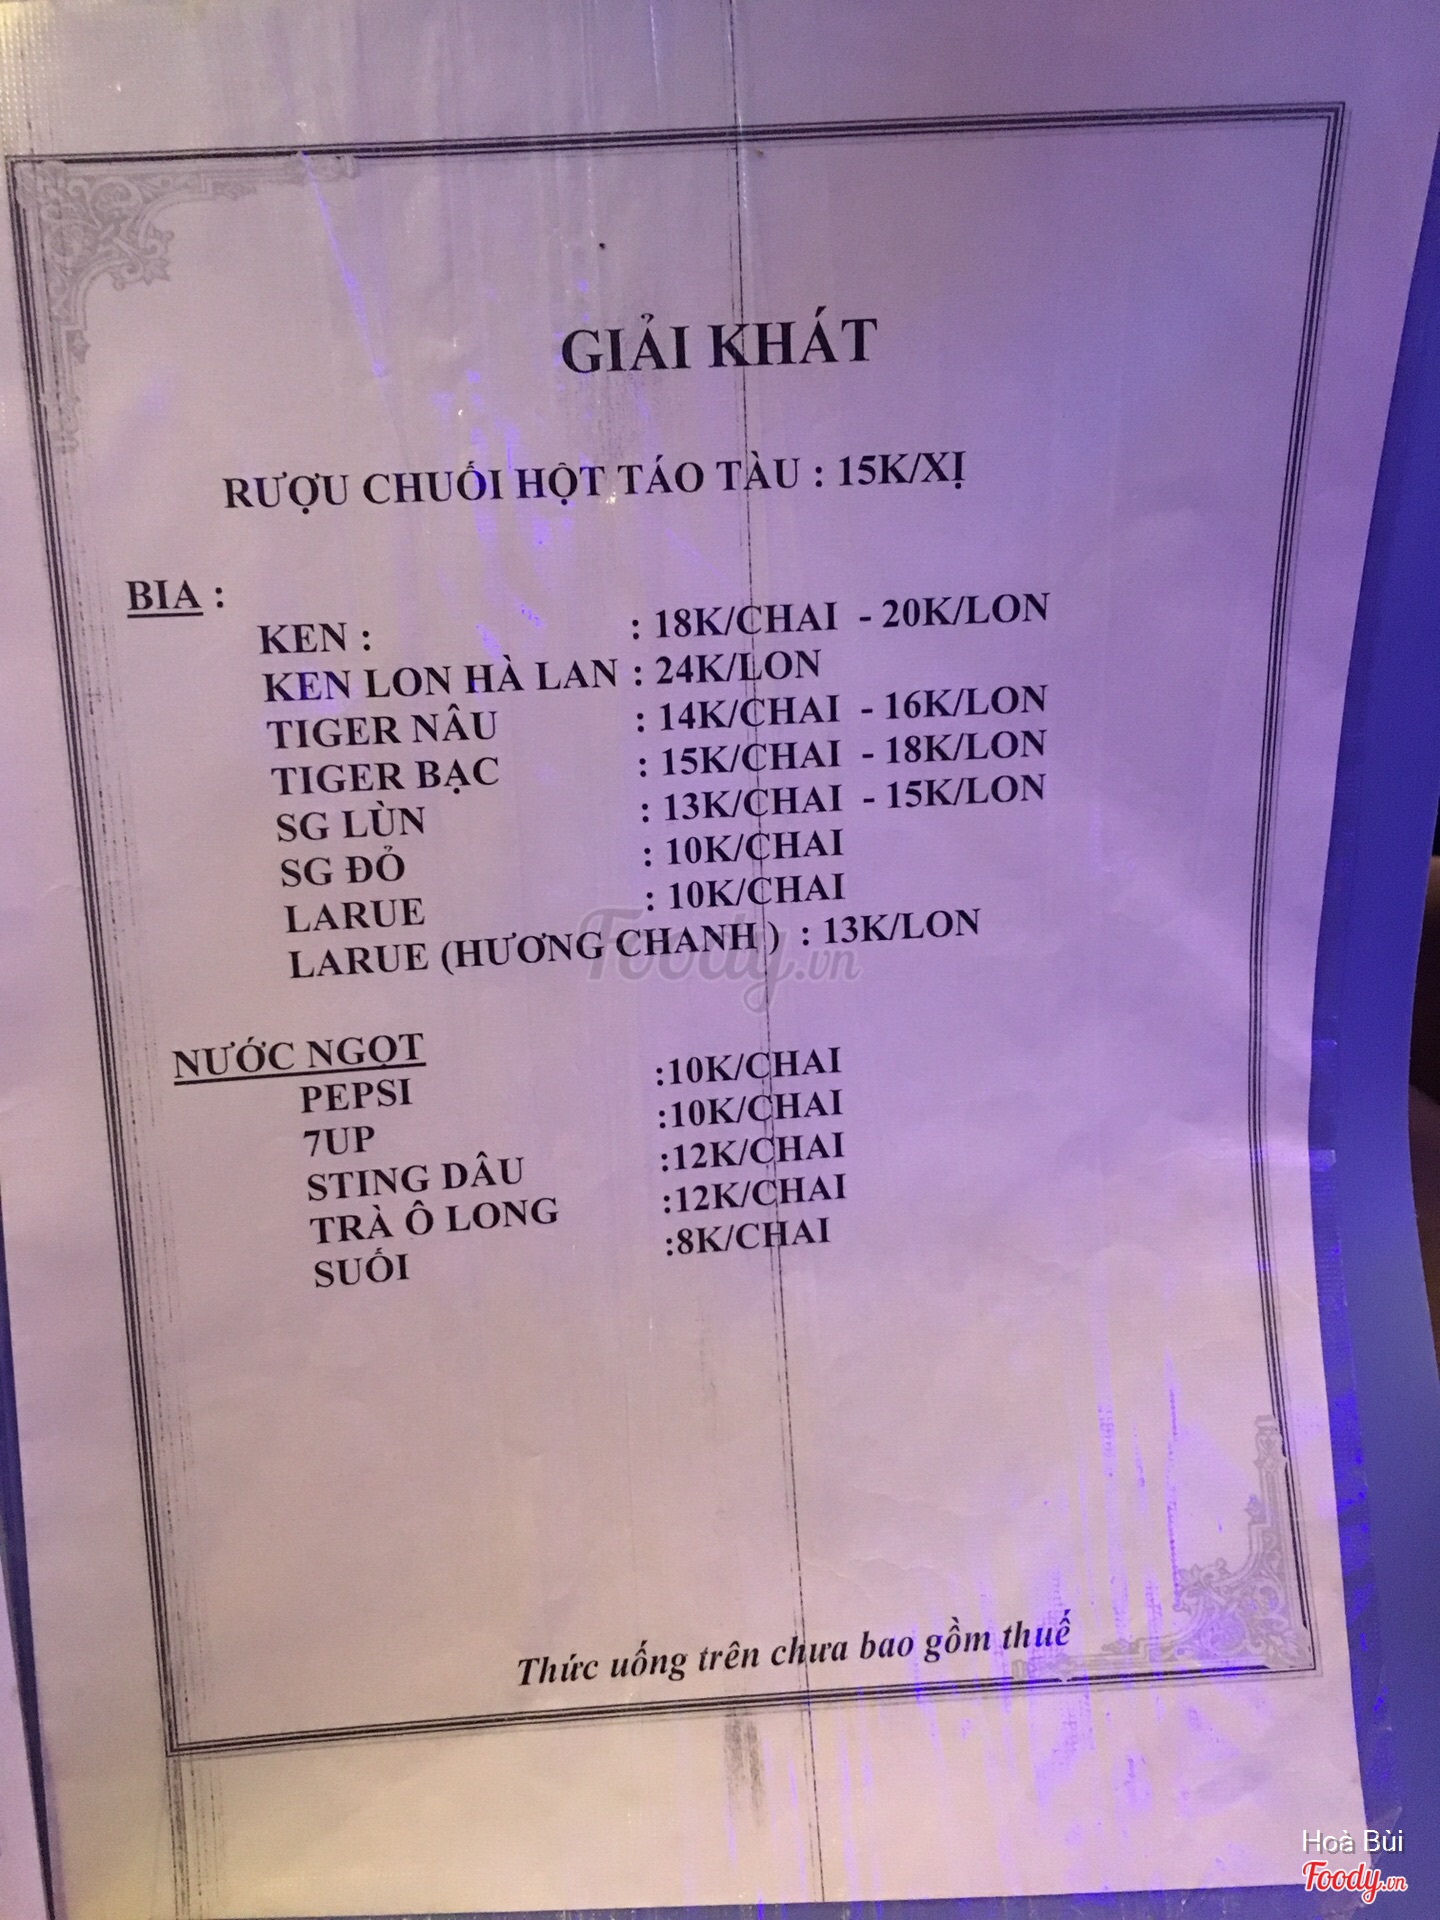 GIẢI KHÁT
RƯỢU CHUỐI HỘT TÁO TÀU : 15K/XỊ
BIA :
KEN : : 18K/CHAI - 20K/LON
KEN LON HÀ LAN : 24K/LON
TIGER NÂU : 14K/CHAI - 16K/LON
TIGER BẠC : 15K/CHAI - 18K/LON
SG LÙN : 13K/CHAI - 15K/LON
SG ĐỎ : 10K/CHAI
LARUE : 10K/CHAI
LARUE (HƯƠNG CHANH ) : 13K/LON
Foody.vn
NƯỚC NGỌT
PEPSI :10K/CHAI
7UP :10K/CHAI
STING DÂU :12K/CHAI
TRÀ Ô LONG :12K/CHAI
SUỐI :8K/CHAI
Thức uống trên chưa bao gồm thuế
Hoà Bùi
Foody.vn